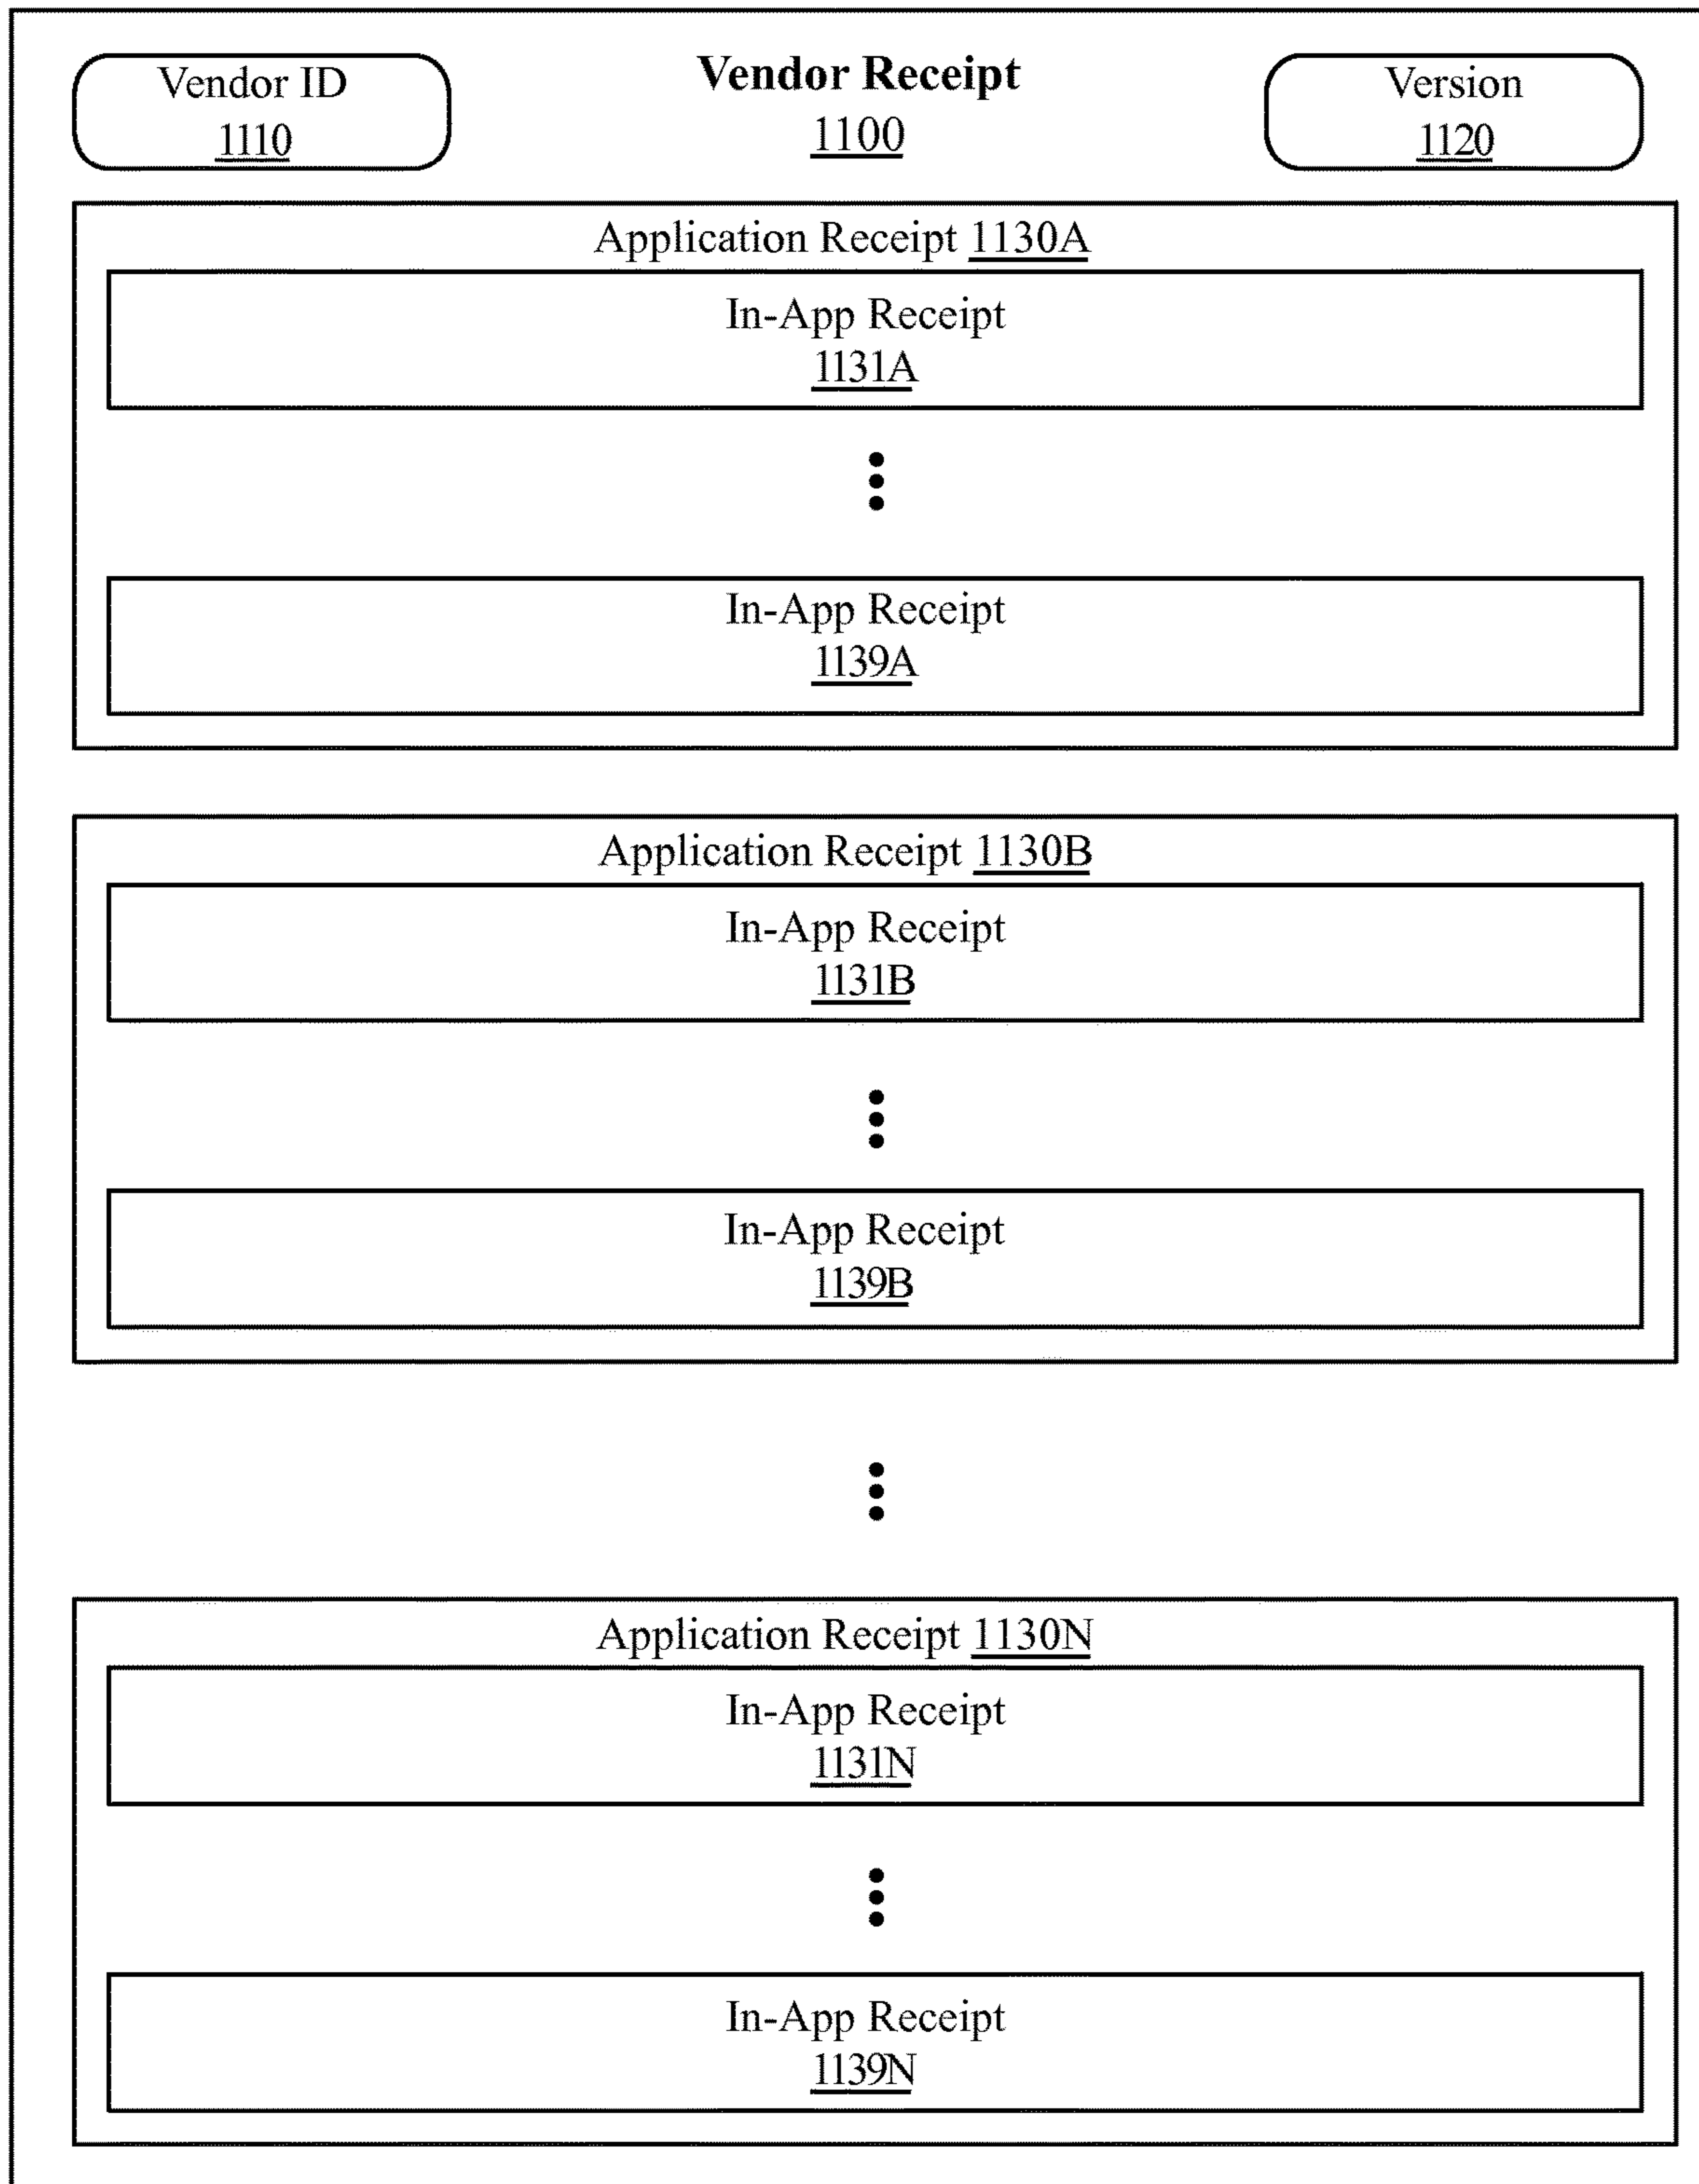 Vendor ID
1110
Vendor Receipt
1100
Version
1120
Application Receipt 1130A
In-App Receipt
1131A
In-App Receipt
1139A
Application Receipt 1130B
In-App Receipt
1131B
In-App Receipt
1139B
Application Receipt 1130N
In-App Receipt
1131N
In-App Receipt
1139N